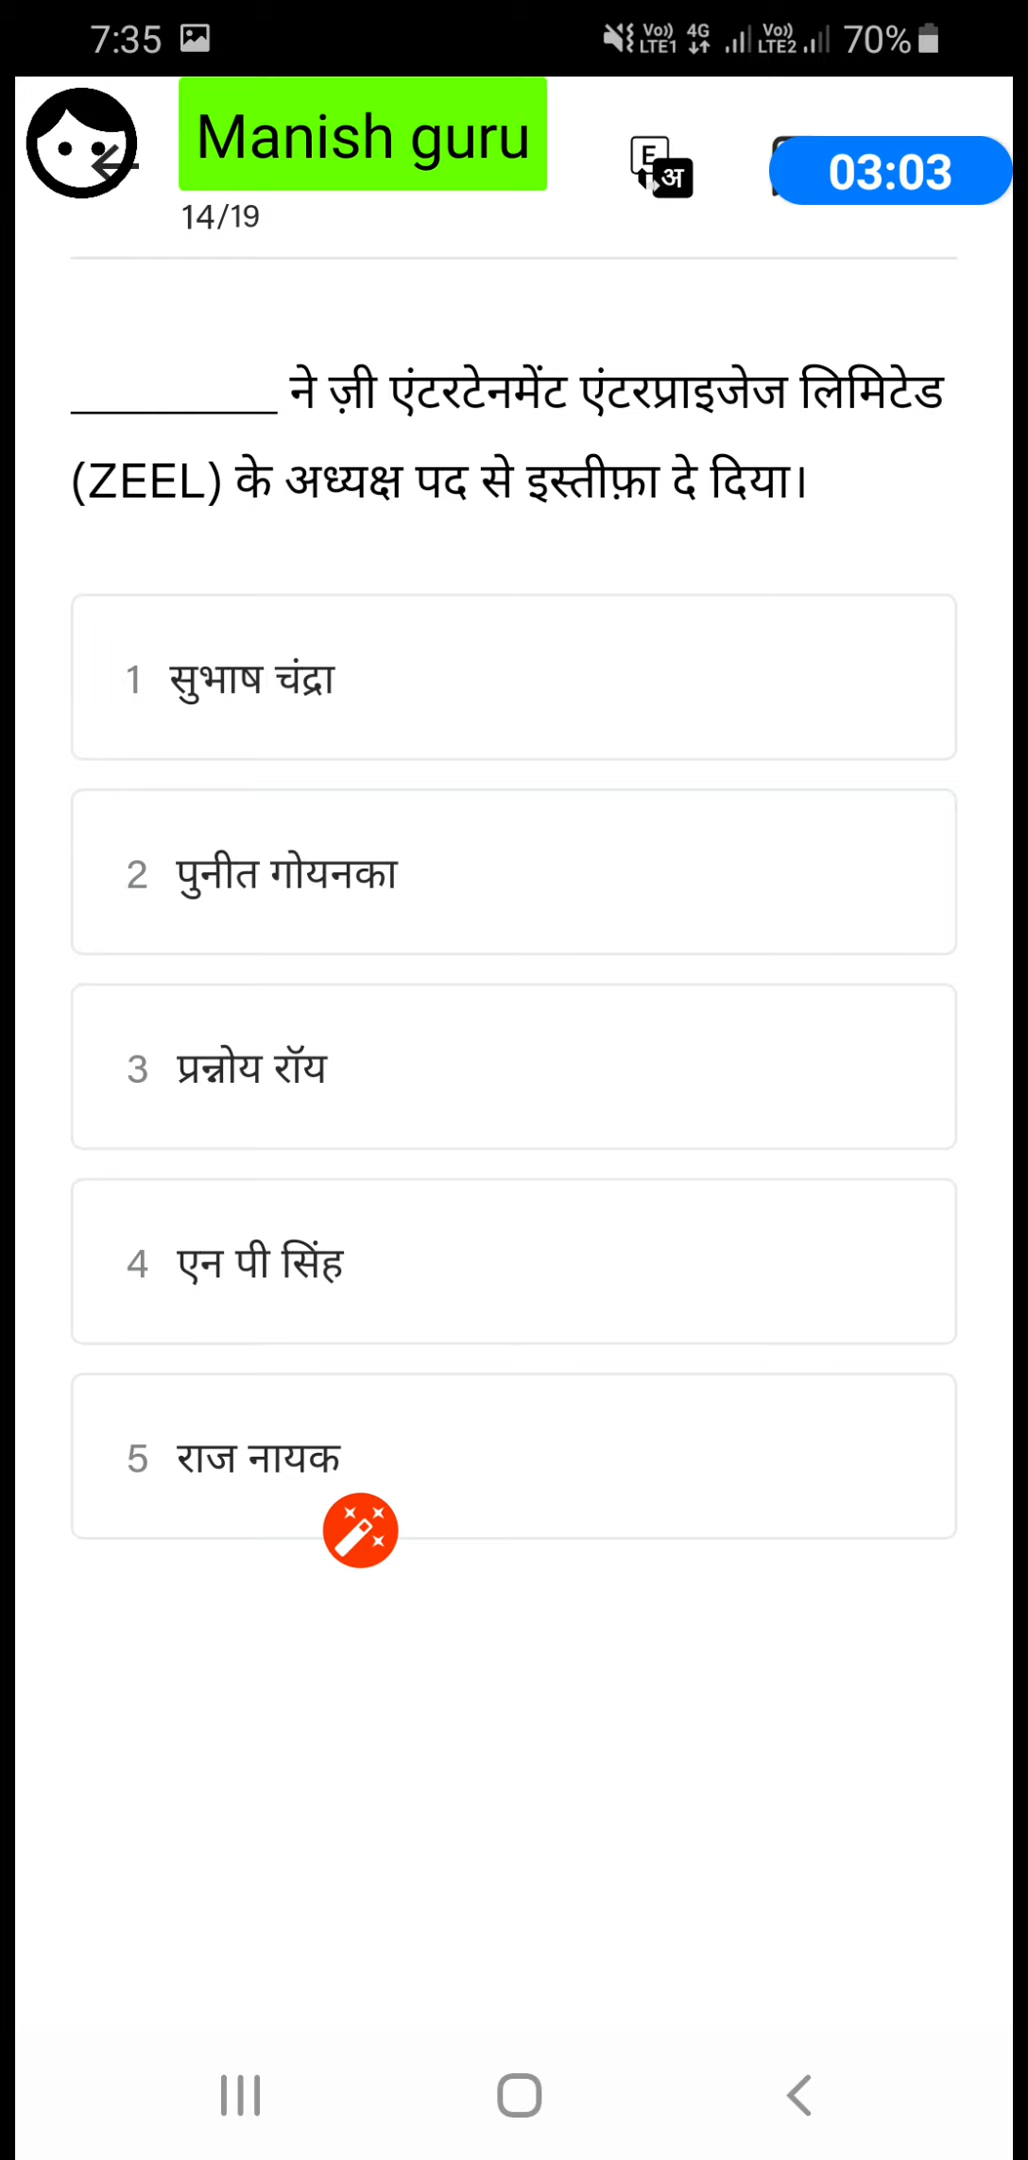 7:35 Vo)) LTE1 4G Vo)) LTE2 70%
Manish guru
E अ
03:03
14/19
__________ ने ज़ी एंटरटेनमेंट एंटरप्राइजेज लिमिटेड
(ZEEL) के अध्यक्ष पद से इस्तीफ़ा दे दिया।
1 सुभाष चंद्रा
2 पुनीत गोयनका
3 प्रन्नोय रॉय
4 एन पी सिंह
5 राज नायक